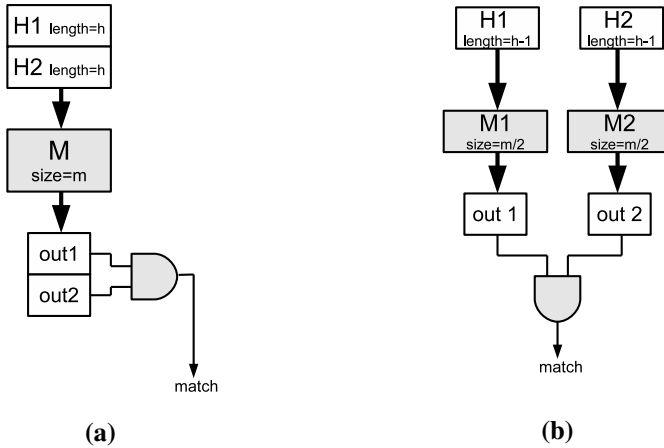 H1 length=h
H2 length=h
M
size=m
out1
out2
match
(a)
H1
length=h-1
H2
length=h-1
M1
size=m/2
M2
size=m/2
out 1
out 2
match
(b)